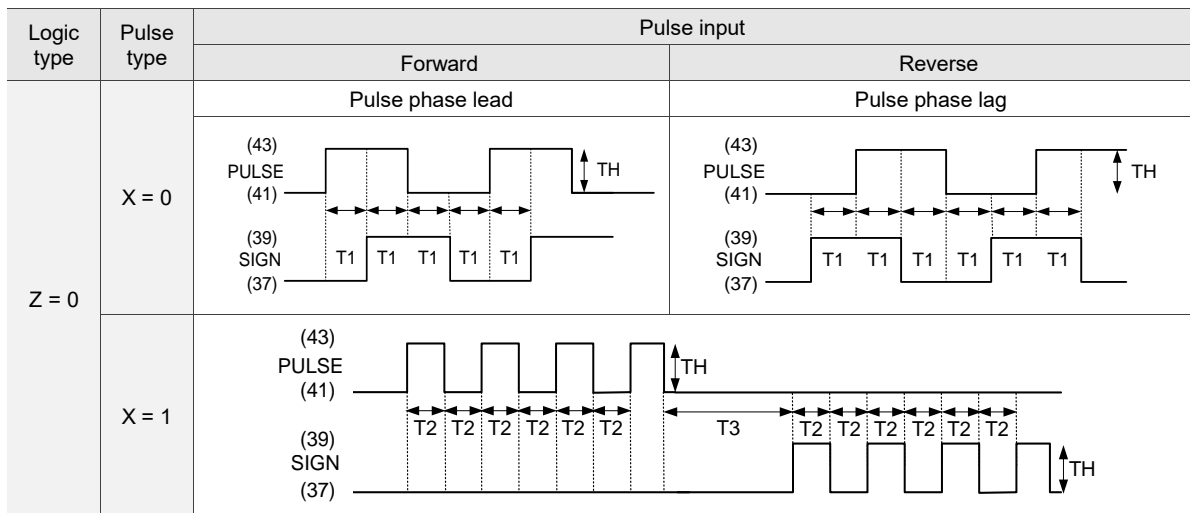 Logic type
Pulse type
Pulse input
Forward
Reverse
Pulse phase lead
Pulse phase lag
Z = 0
X = 0
(43)
PULSE
(41)
TH
(39)
SIGN
(37)
T1 T1 T1 T1 T1
(43)
PULSE
(41)
TH
(39)
SIGN
(37)
T1 T1 T1 T1 T1 T1
X = 1
(43)
PULSE
(41)
TH
T2 T2 T2 T2 T2 T2 T3 T2 T2 T2 T2 T2 T2
(39)
SIGN
(37)
TH